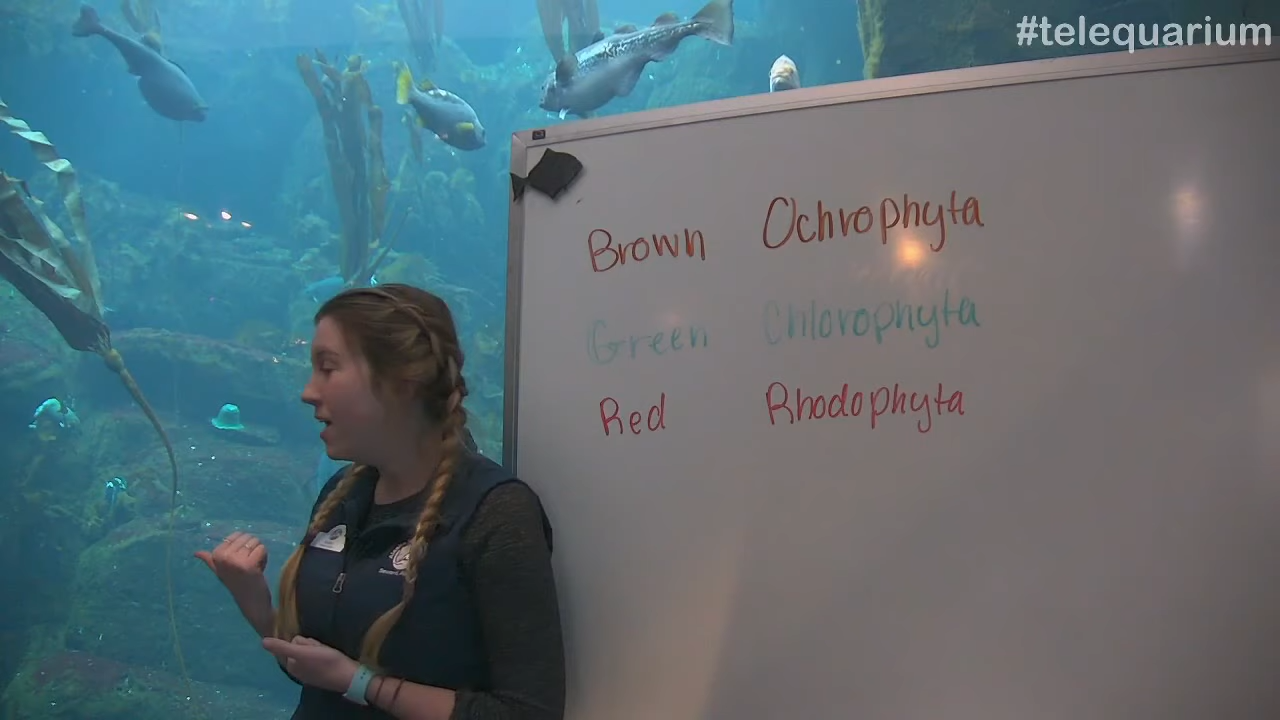 #telequarium
Brown Ochrophyta
Green Chlorophyta
Red Rhodophyta